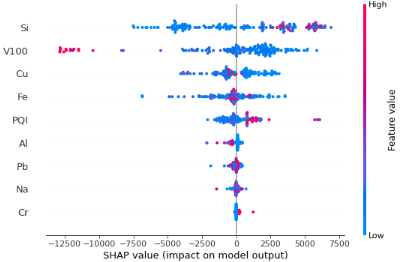 High
Si
V100
Cu
Fe
PQI
Al
Pb
Na
Cr
Feature value
Low
−12500 −10000 −7500 −5000 −2500 0 2500 5000 7500
SHAP value (impact on model output)